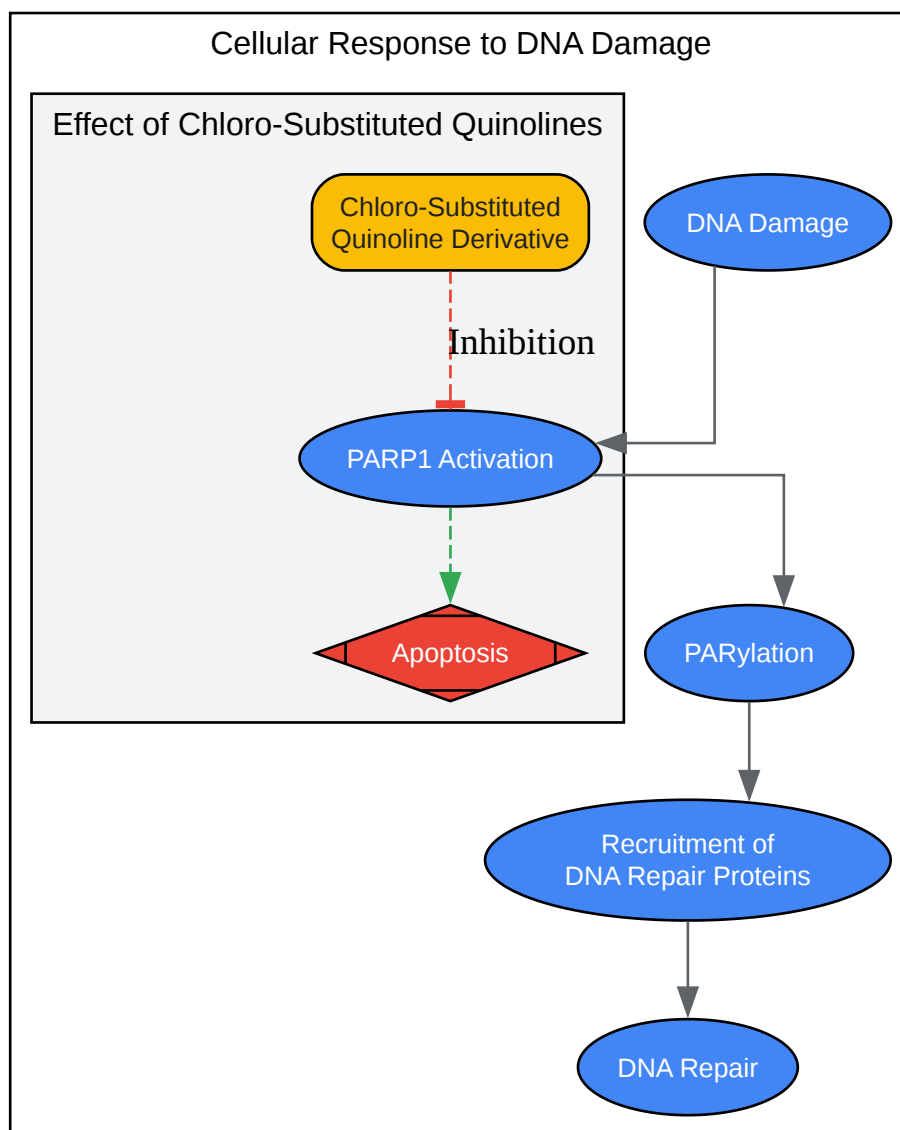 Cellular Response to DNA Damage
Effect of Chloro-Substituted Quinolines
Chloro-Substituted
Quinoline Derivative
DNA Damage
Inhibition
PARP1 Activation
Apoptosis
PARylation
Recruitment of
DNA Repair Proteins
DNA Repair